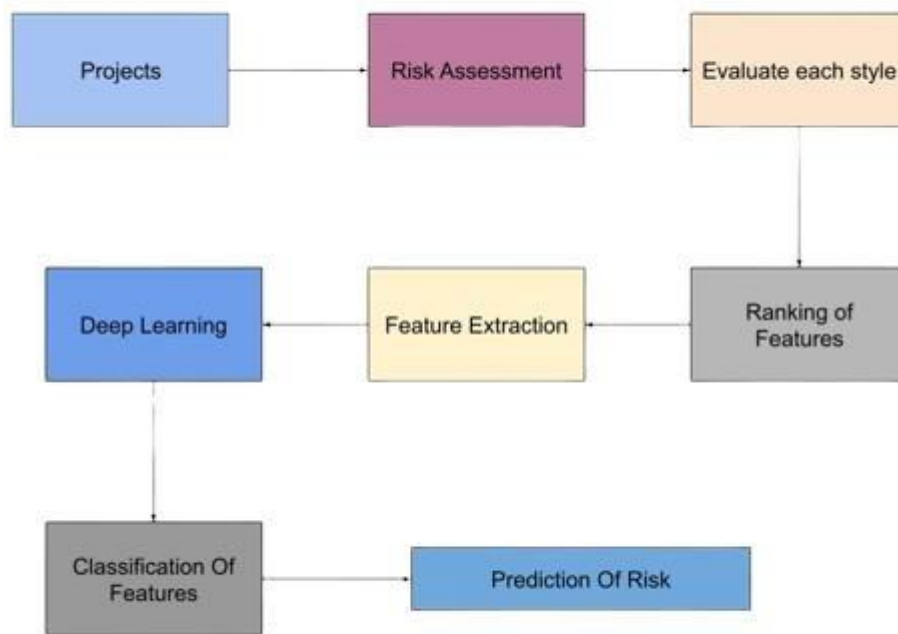 Projects
Risk Assessment
Evaluate each style
Ranking of
Features
Feature Extraction
Deep Learning
Classification Of
Features
Prediction Of Risk